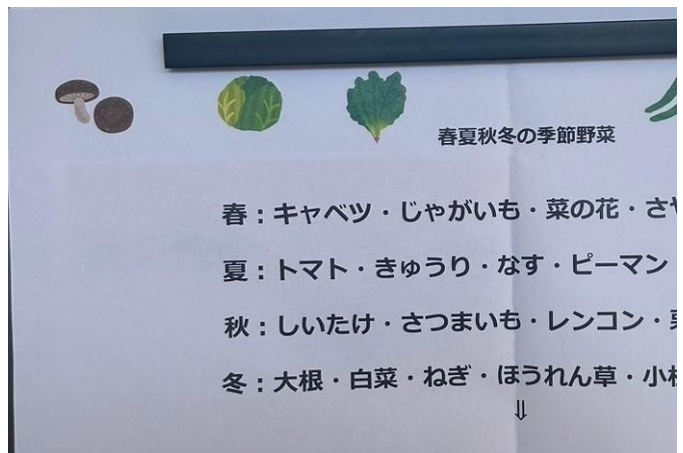 春夏秋冬の季節野菜
春：キャベツ・じゃがいも・菜の花・さ
夏：トマト・きゅうり・なす・ピーマン
秋：しいたけ・さつまいも・レンコン・
冬：大根・白菜・ねぎ・ほうれん草・小
⇓